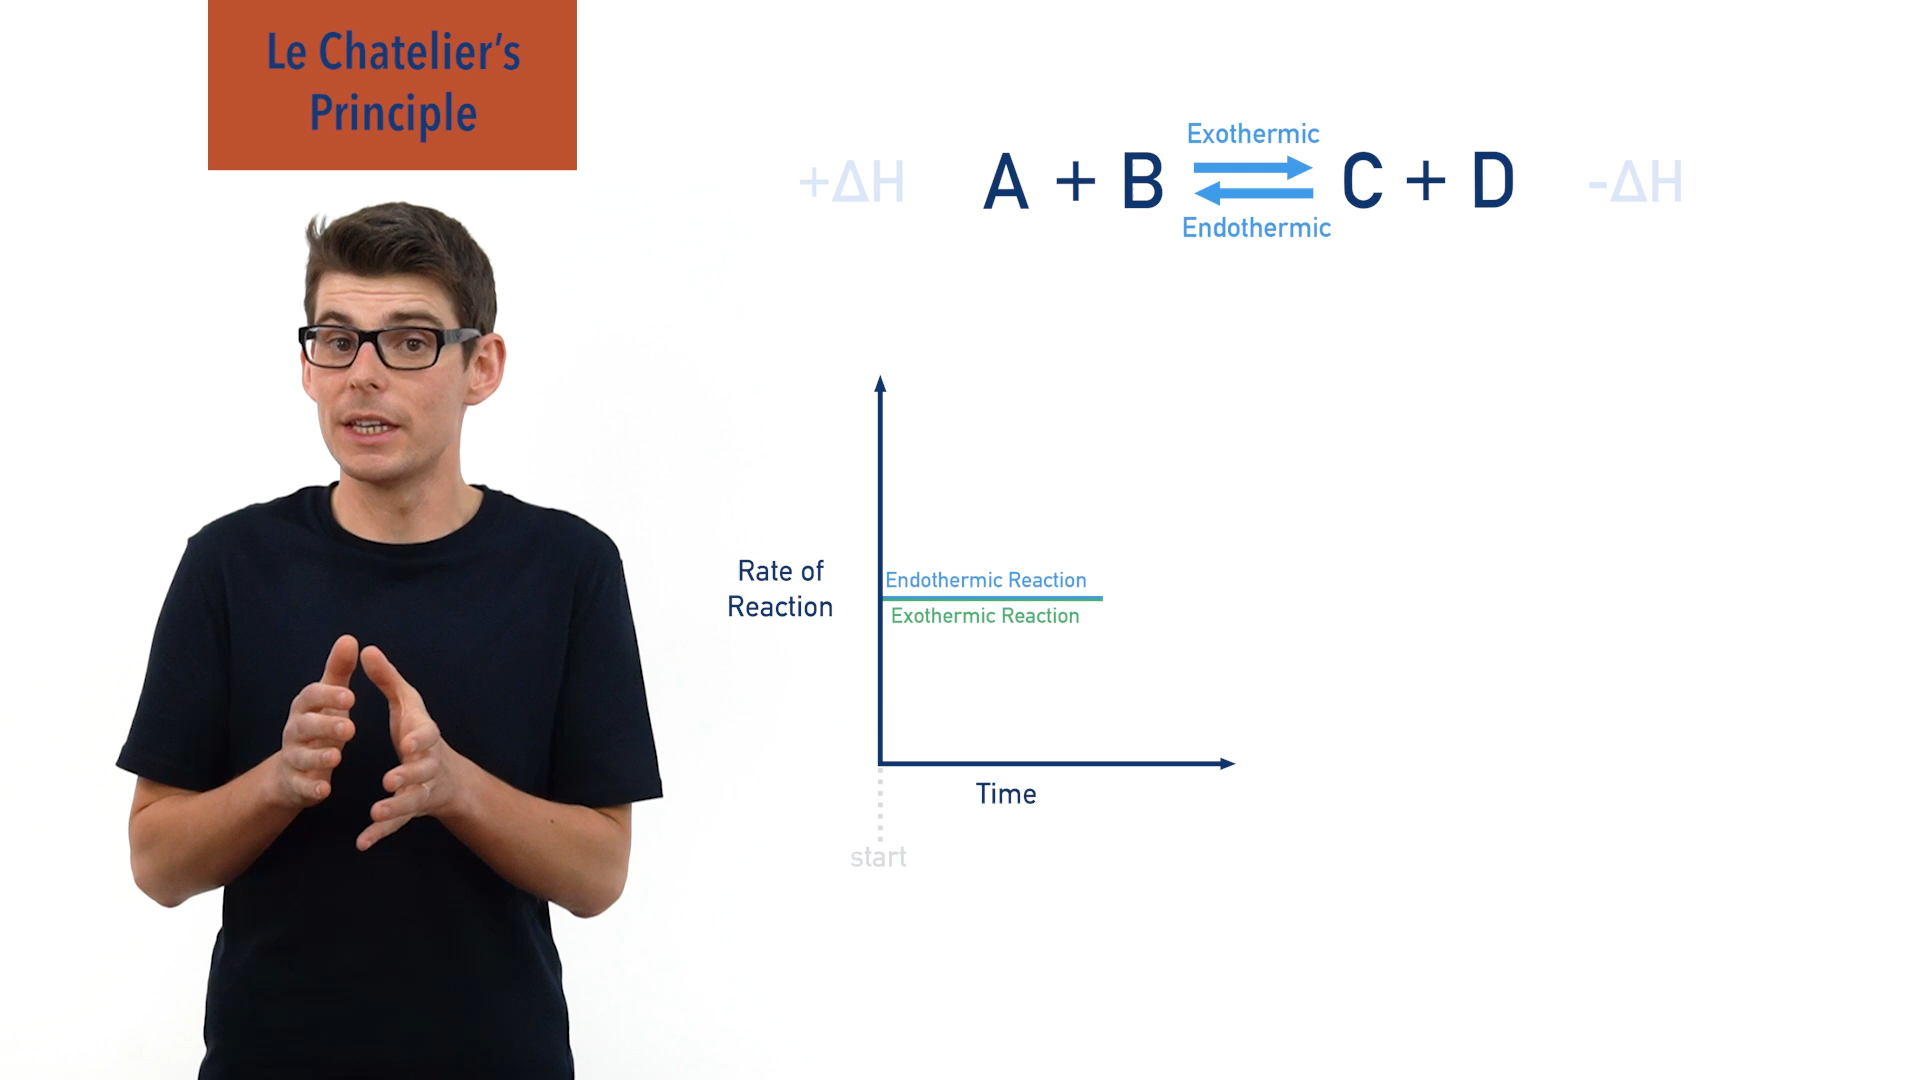 Le Chatelier’s
Principle
Exothermic
+ΔH A + B ⇌ C + D -ΔH
Endothermic
Rate of
Reaction
Endothermic Reaction
Exothermic Reaction
Time
start